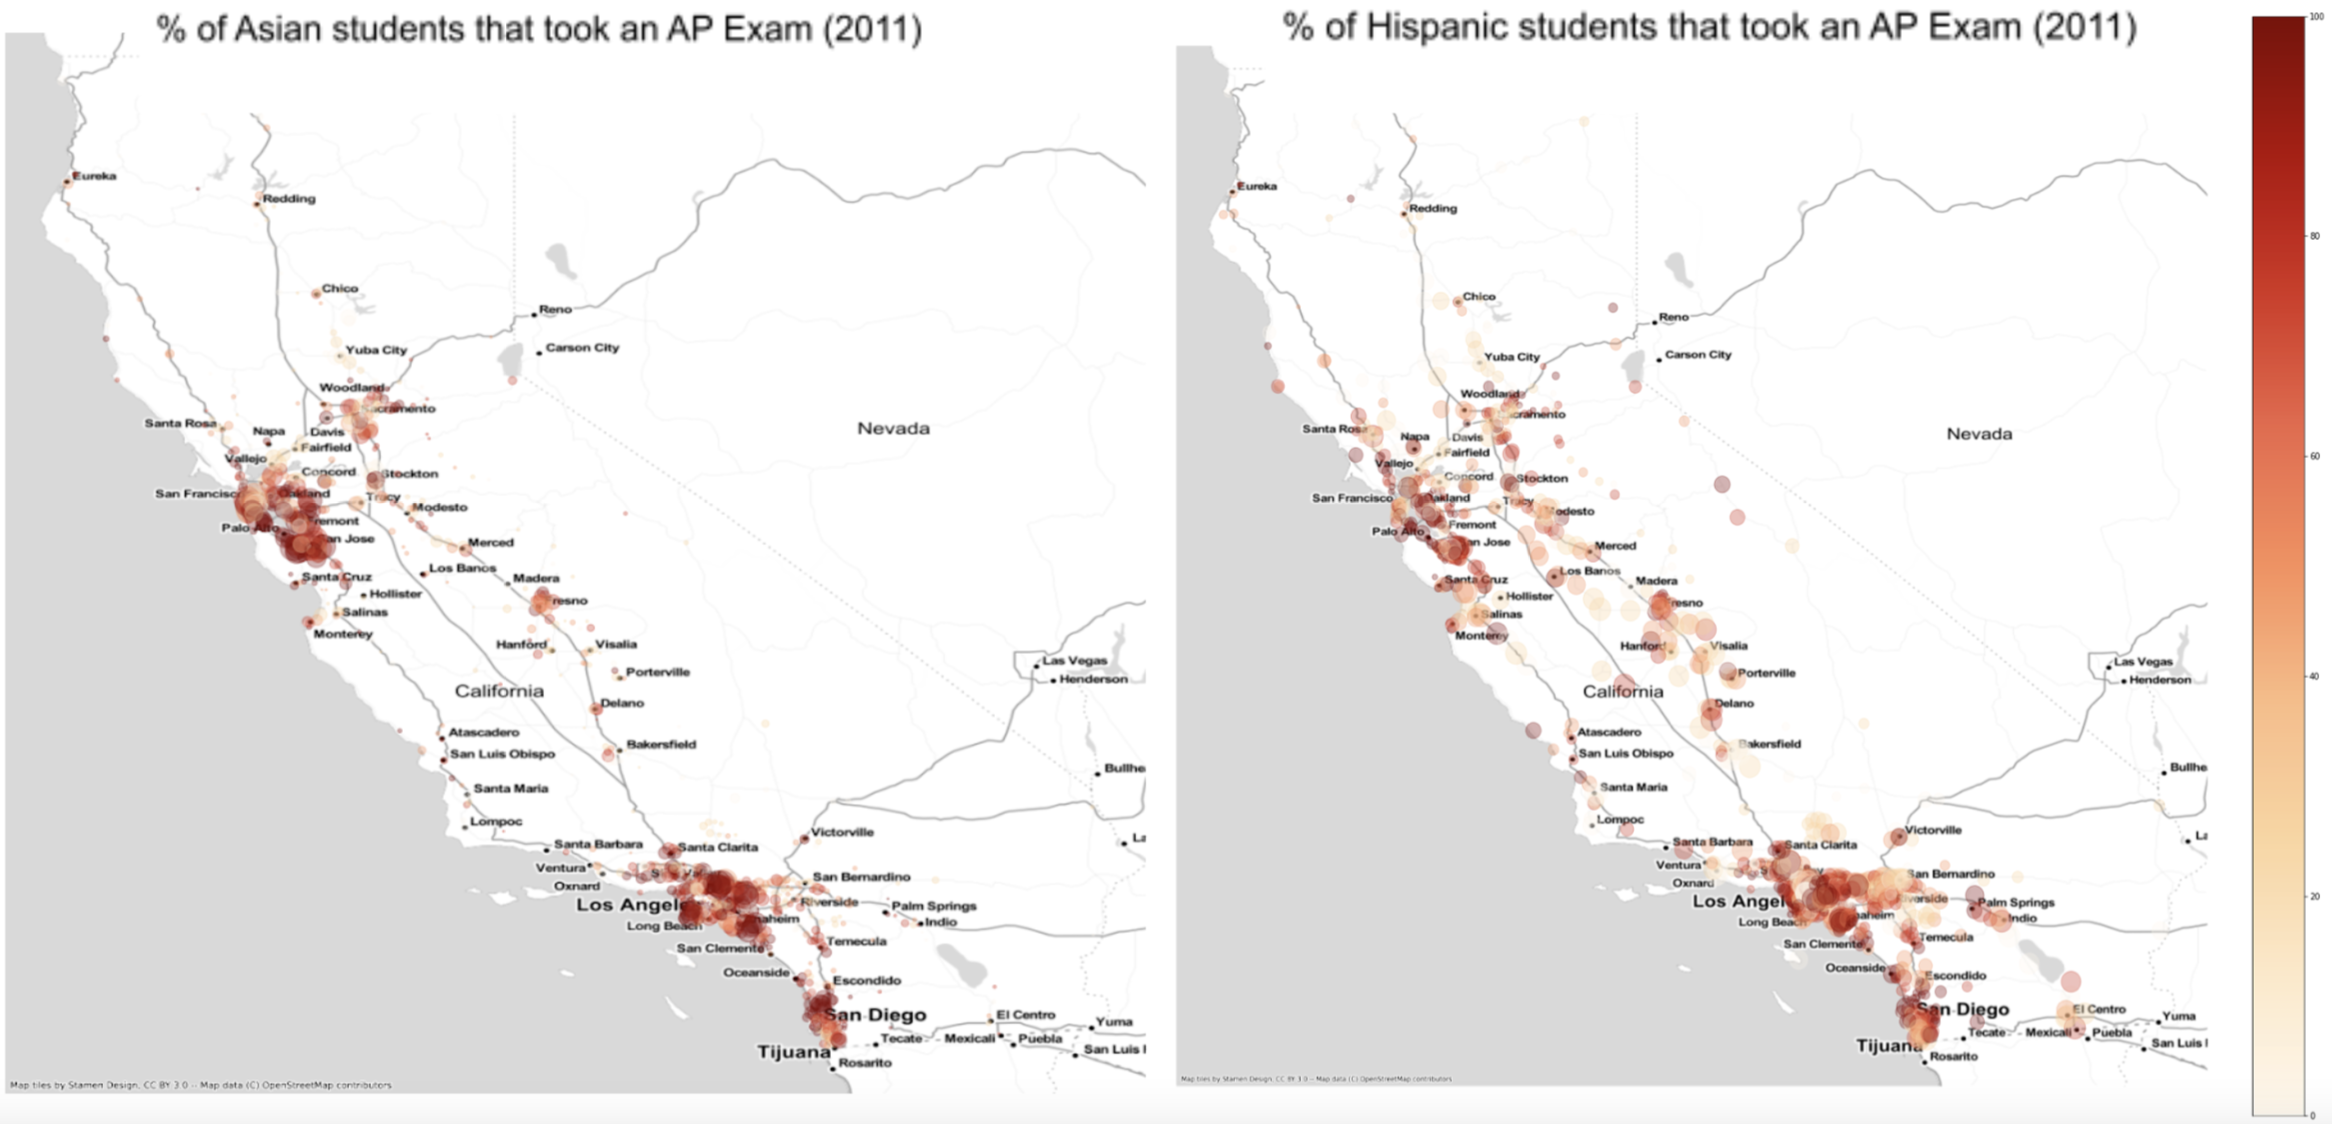 % of Asian students that took an AP Exam (2011)
Eureka
Redding
Chico
Reno
Yuba City
Carson City
Woodland
Sacramento
Santa Rosa
Napa
Davis
Nevada
Fairfield
Vallejo
Concord
Stockton
San Francisco
Oakland
Tracy
Modesto
Palo Alto
Fremont
San Jose
Merced
Santa Cruz
Los Banos
Madera
Hollister
Fresno
Salinas
Monterey
Hanford
Visalia
Las Vegas
Porterville
Henderson
California
Delano
Atascadero
Bakersfield
San Luis Obispo
Bullhe
Santa Maria
Lompoc
Victorville
La
Santa Barbara
Santa Clarita
Ventura
San Bernardino
Oxnard
Los Angel
Riverside
Palm Springs
Long Beach
naheim
Indio
San Clemente
Temecula
Oceanside
Escondido
San Diego
El Centro
Yuma
Tecate
Mexicali
Puebla
Tijuana
San Luis
Rosarito
Map tiles by Stamen Design, CC BY 3.0 -- Map data (C) OpenStreetMap contributors
% of Hispanic students that took an AP Exam (2011)
Eureka
Redding
Chico
Reno
Yuba City
Carson City
Woodland
acramento
Santa Rosa
Napa
Davis
Nevada
Fairfield
Vallejo
Concord
Stockton
San Francisco
Oakland
Tracy
Modesto
Palo Alto
Fremont
San Jose
Merced
Santa Cruz
Los Banos
Madera
Hollister
Fresno
Salinas
Monterey
Hanford
Visalia
Las Vegas
Porterville
Henderson
California
Delano
Atascadero
Bakersfield
San Luis Obispo
Bullhe
Santa Maria
Lompoc
Victorville
La
Santa Barbara
Santa Clarita
Ventura
San Bernardino
Oxnard
Los Angel
Riverside
Palm Springs
Long Beach
naheim
Indio
San Clemente
Temecula
Oceanside
Escondido
San Diego
El Centro
Yuma
Tecate
Mexicali
Puebla
Tijuana
San Luis
Rosarito
Map tiles by Stamen Design, CC BY 3.0 -- Map data (C) OpenStreetMap contributors
100
80
60
40
20
0